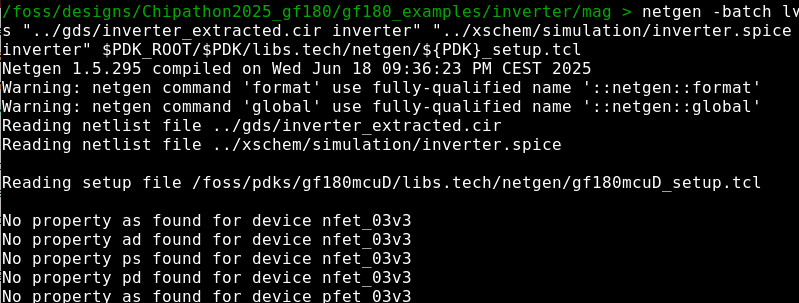 /foss/designs/Chipathon2025_gf180/gf180_examples/inverter/mag > netgen -batch lv
s "../gds/inverter_extracted.cir inverter" "../xschem/simulation/inverter.spice
inverter" $PDK_ROOT/$PDK/libs.tech/netgen/${PDK}_setup.tcl
Netgen 1.5.295 compiled on Wed Jun 18 09:36:23 PM CEST 2025
Warning: netgen command 'format' use fully-qualified name '::netgen::format'
Warning: netgen command 'global' use fully-qualified name '::netgen::global'
Reading netlist file ../gds/inverter_extracted.cir
Reading netlist file ../xschem/simulation/inverter.spice

Reading setup file /foss/pdks/gf180mcuD/libs.tech/netgen/gf180mcuD_setup.tcl

No property as found for device nfet_03v3
No property ad found for device nfet_03v3
No property ps found for device nfet_03v3
No property pd found for device nfet_03v3
No property as found for device pfet_03v3